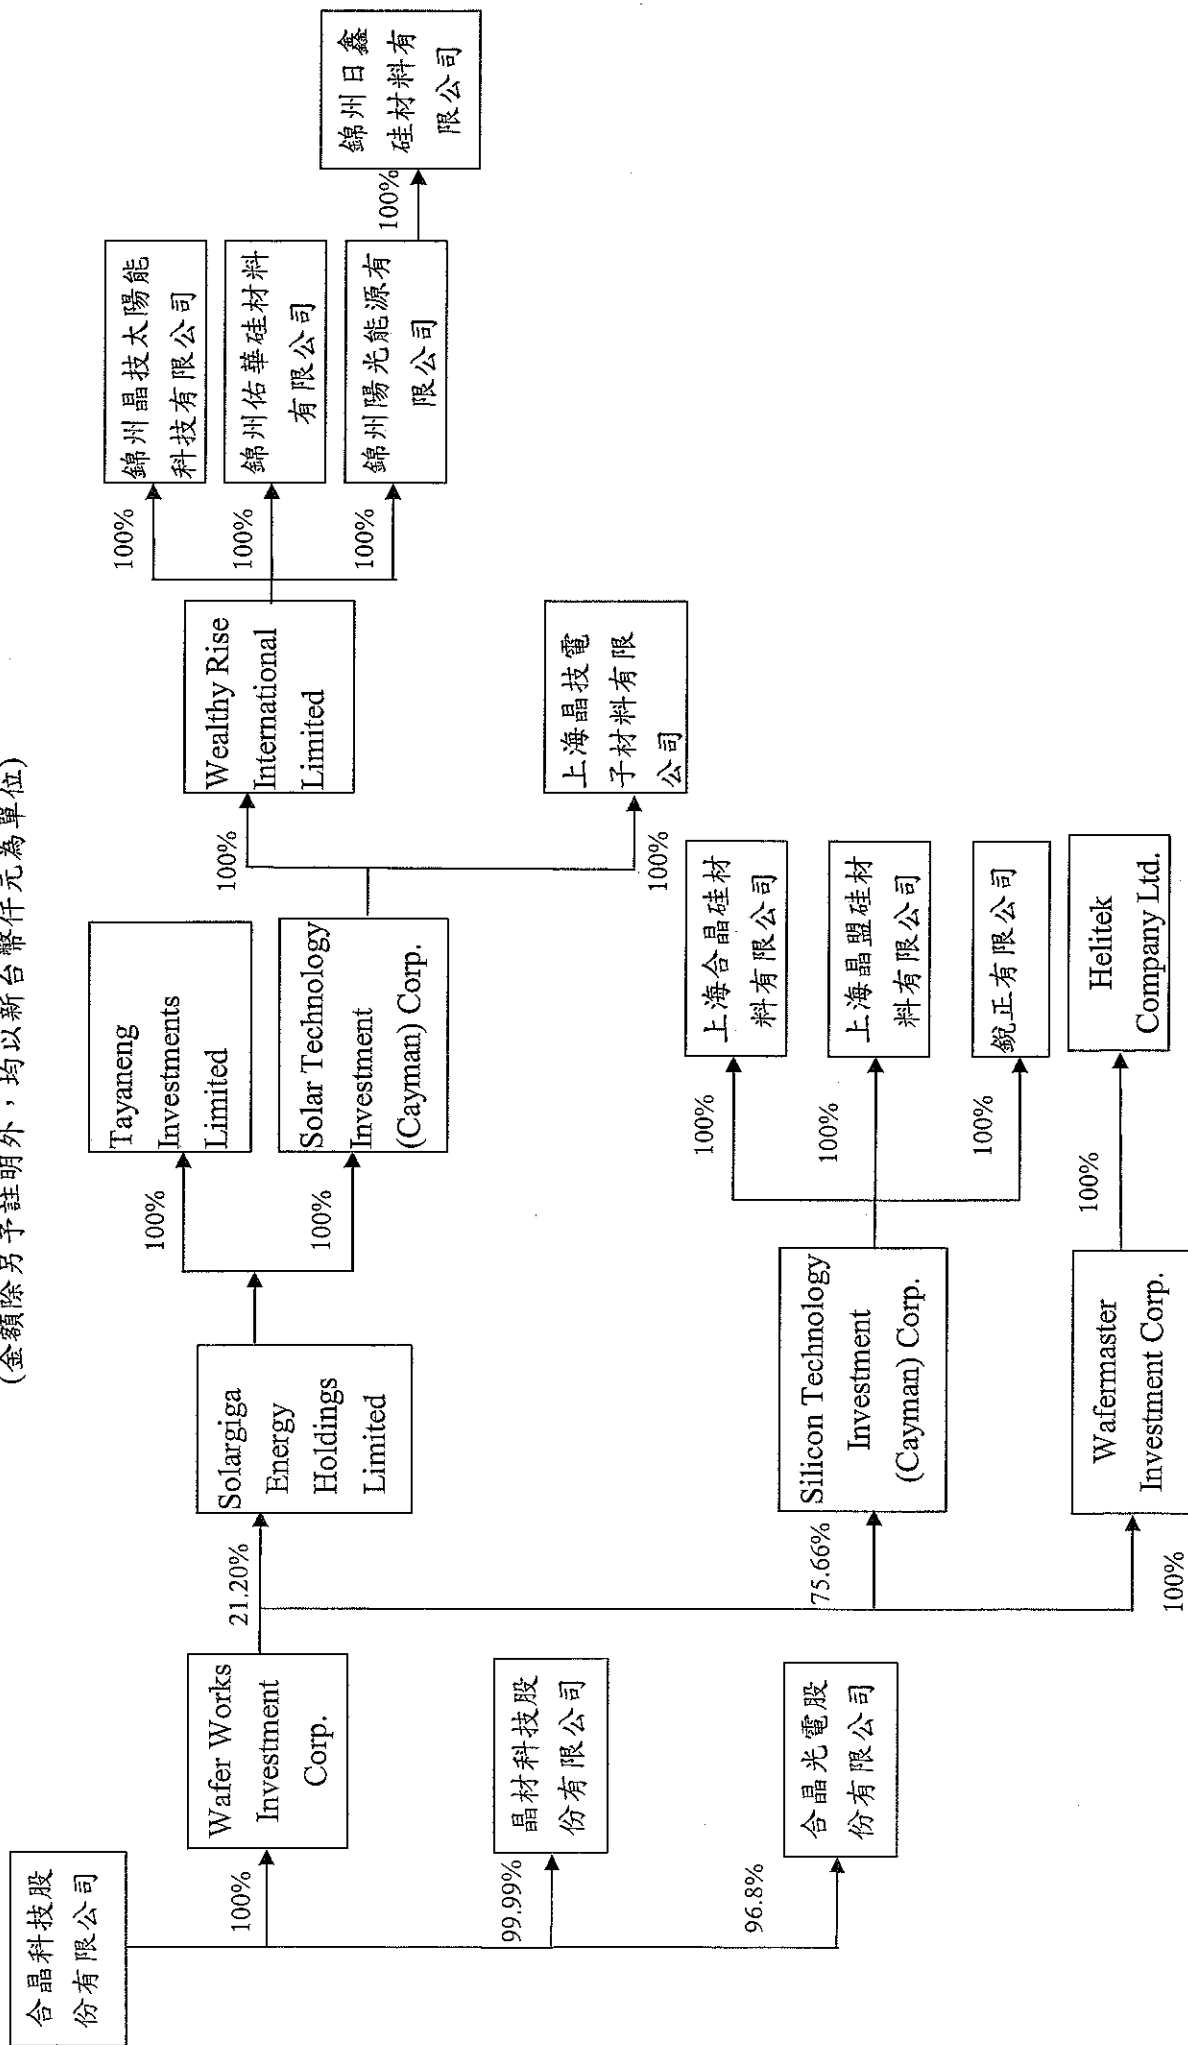 (金額除另予註明外，均以新台幣仟元為單位)
合晶科技股
份有限公司
100%
Wafer Works
Investment
Corp.
99.99%
晶材科技股
份有限公司
96.8%
合晶光電股
份有限公司
21.20%
Solargiga
Energy
Holdings
Limited
75.66%
Silicon Technology
Investment
(Cayman) Corp.
100%
Wafermaster
Investment Corp.
100%
Tayaneng
Investments
Limited
100%
Solar Technology
Investment
(Cayman) Corp.
100%
Wealthy Rise
International
Limited
100%
上海晶技電
子材料有限
公司
100%
錦州晶技太陽能
科技有限公司
100%
錦州佑華硅材料
有限公司
100%
錦州陽光能源有
限公司
100%
錦州日鑫
硅材料有
限公司
100%
上海合晶硅材
料有限公司
100%
上海晶盟硅材
料有限公司
100%
銳正有限公司
100%
Helitek
Company Ltd.